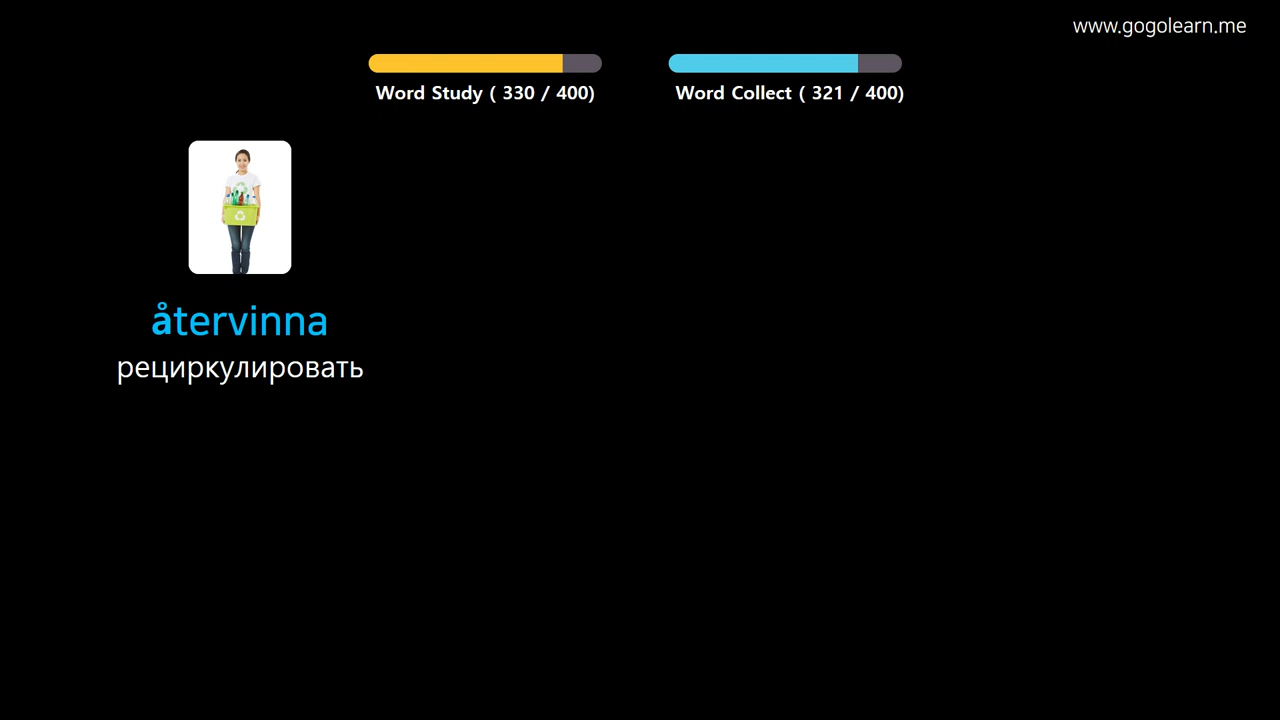 www.gogolearn.me
Word Study ( 330 / 400)
Word Collect ( 321 / 400)
återvinna
рециркулировать